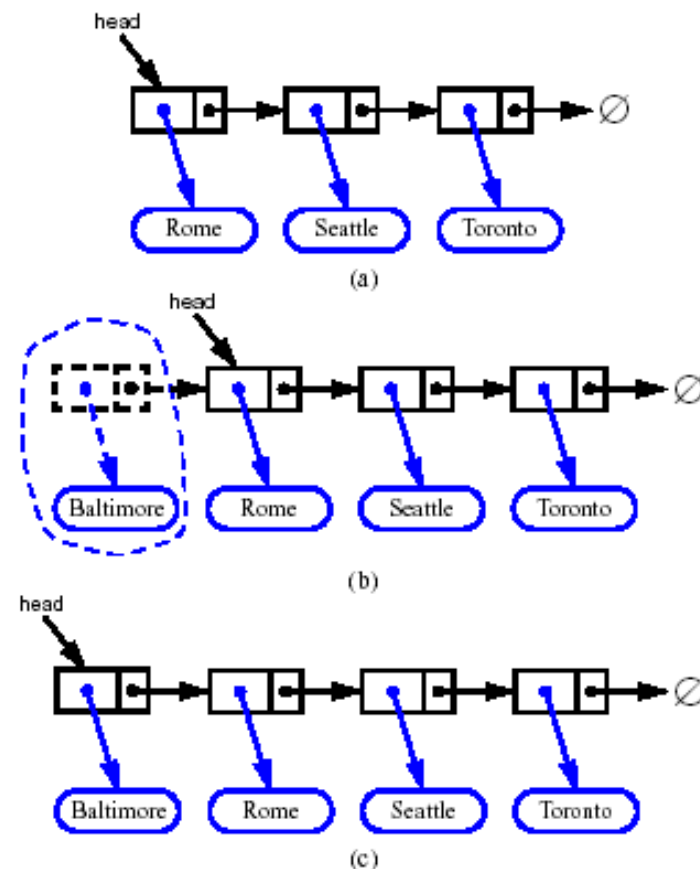 head
∅
Rome Seattle Toronto
(a)
head
∅
Baltimore Rome Seattle Toronto
(b)
head
∅
Baltimore Rome Seattle Toronto
(c)